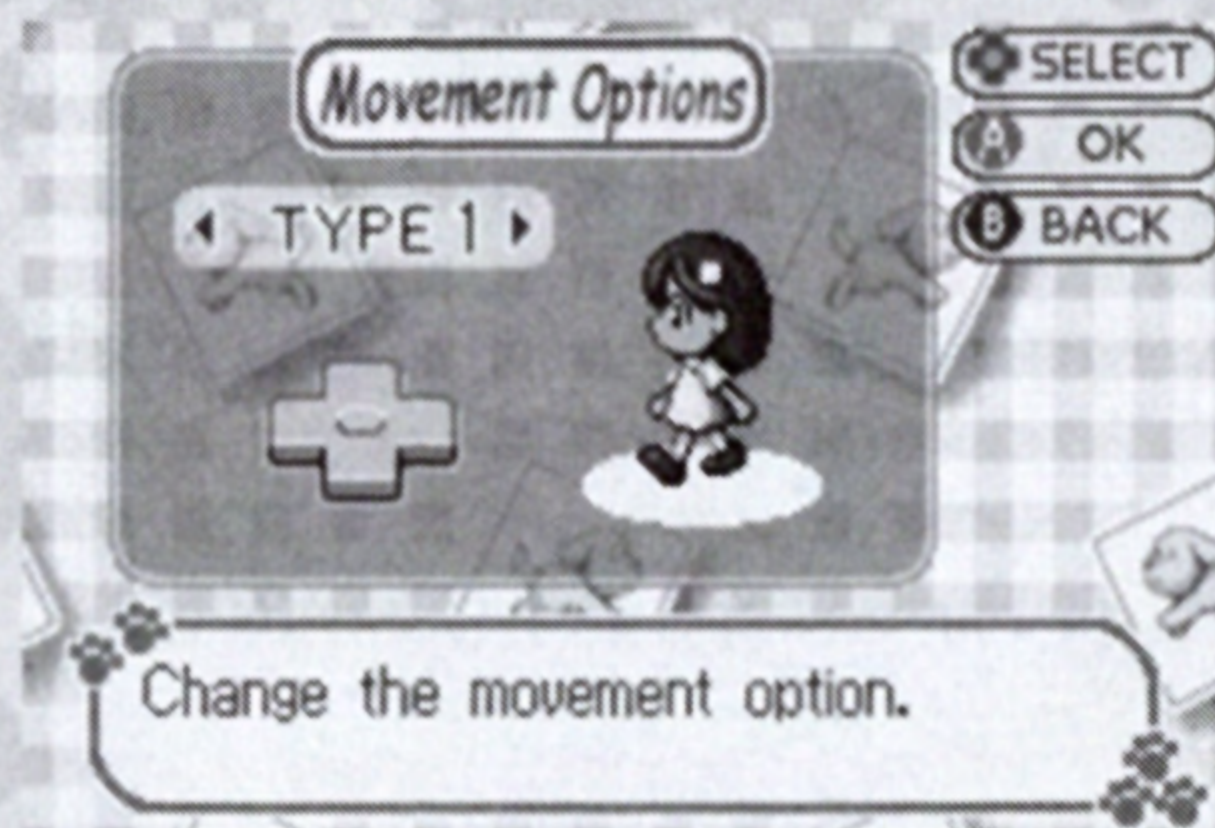 Movement Options
SELECT
A OK
B BACK
TYPE 1
Change the movement option.